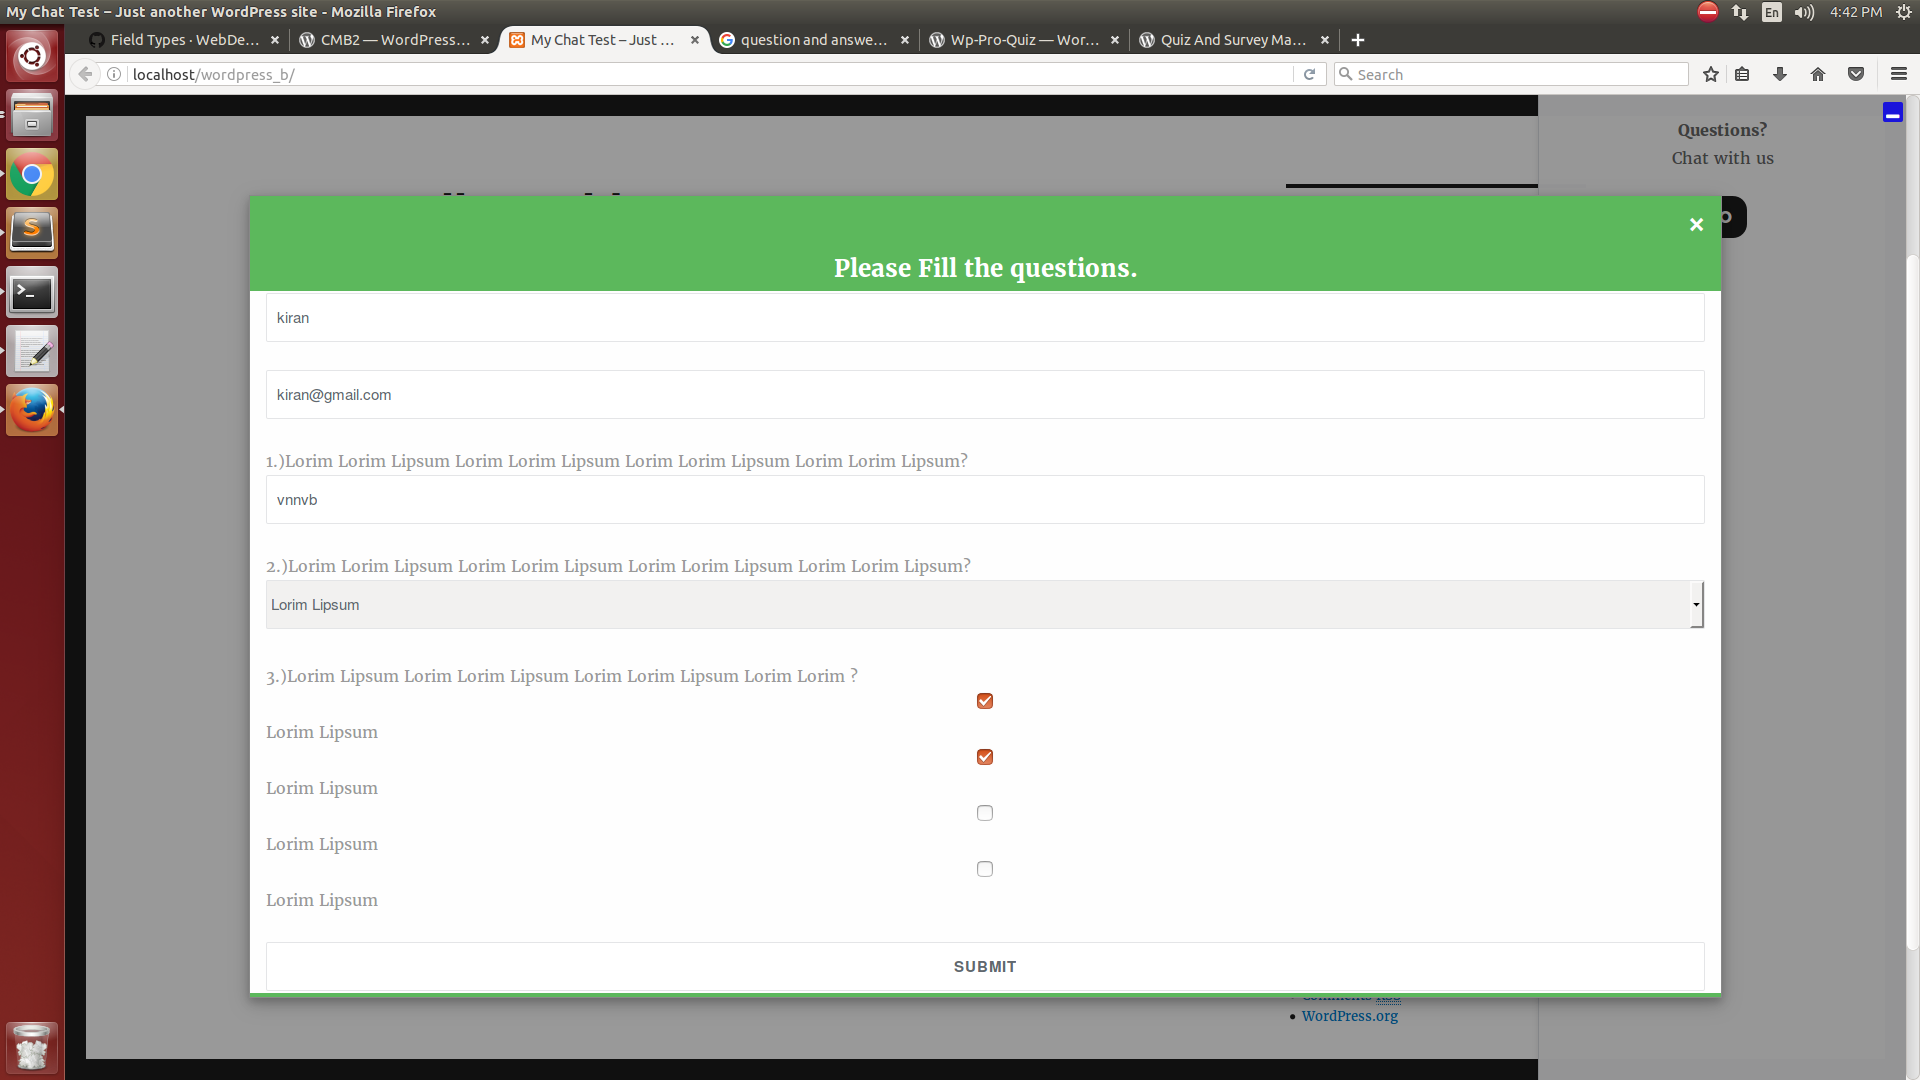 My Chat Test – Just another WordPress site - Mozilla Firefox
En
4:42 PM
Field Types · WebDe...
CMB2 — WordPress...
My Chat Test – Just ...
question and answe...
Wp-Pro-Quiz — Wor...
Quiz And Survey Ma...
localhost/wordpress_b/
Search
Questions?
Chat with us
Please Fill the questions.
kiran
kiran@gmail.com
1.)Lorim Lorim Lipsum Lorim Lorim Lipsum Lorim Lorim Lipsum Lorim Lorim Lipsum?
vnnvb
2.)Lorim Lorim Lipsum Lorim Lorim Lipsum Lorim Lorim Lipsum Lorim Lorim Lipsum?
Lorim Lipsum
3.)Lorim Lipsum Lorim Lorim Lipsum Lorim Lorim Lipsum Lorim Lorim ?
Lorim Lipsum
Lorim Lipsum
Lorim Lipsum
Lorim Lipsum
SUBMIT
WordPress.org